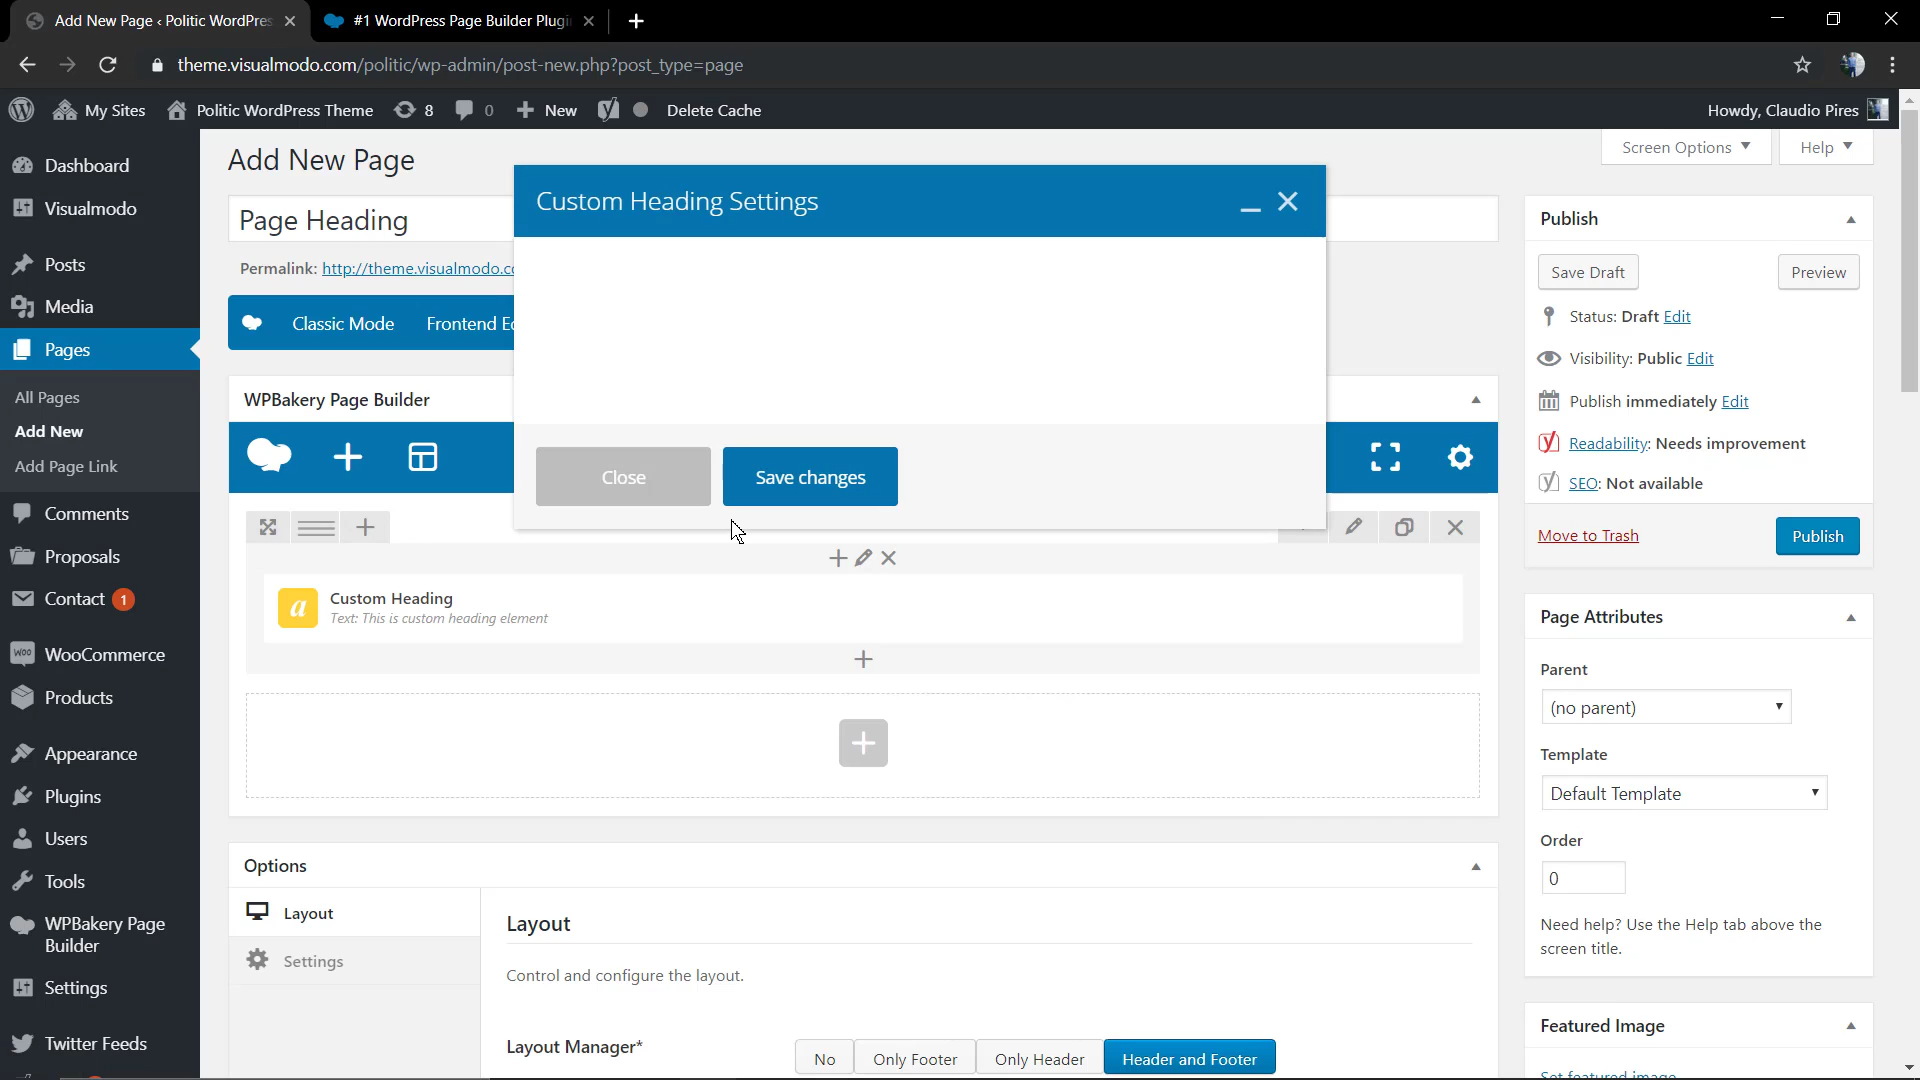 Add New Page ‹ Politic WordPres
#1 WordPress Page Builder Plugi
theme.visualmodo.com/politic/wp-admin/post-new.php?post_type=page
My Sites
Politic WordPress Theme
8
0
New
Delete Cache
Howdy, Claudio Pires
Dashboard
Visualmodo
Posts
Media
Pages
All Pages
Add New
Add Page Link
Comments
Proposals
Contact 1
WooCommerce
Products
Appearance
Plugins
Users
Tools
WPBakery Page
Builder
Settings
Twitter Feeds
Add New Page
Screen Options
Help
Page Heading
Permalink: http://theme.visualmodo.co
Classic Mode
Frontend Ed
WPBakery Page Builder
Custom Heading Settings
Close
Save changes
Custom Heading
Text: This is custom heading element
Options
Layout
Settings
Layout
Control and configure the layout.
Layout Manager*
No
Only Footer
Only Header
Header and Footer
Publish
Save Draft
Preview
Status: Draft Edit
Visibility: Public Edit
Publish immediately Edit
Readability: Needs improvement
SEO: Not available
Move to Trash
Publish
Page Attributes
Parent
(no parent)
Template
Default Template
Order
0
Need help? Use the Help tab above the
screen title.
Featured Image
Set featured image